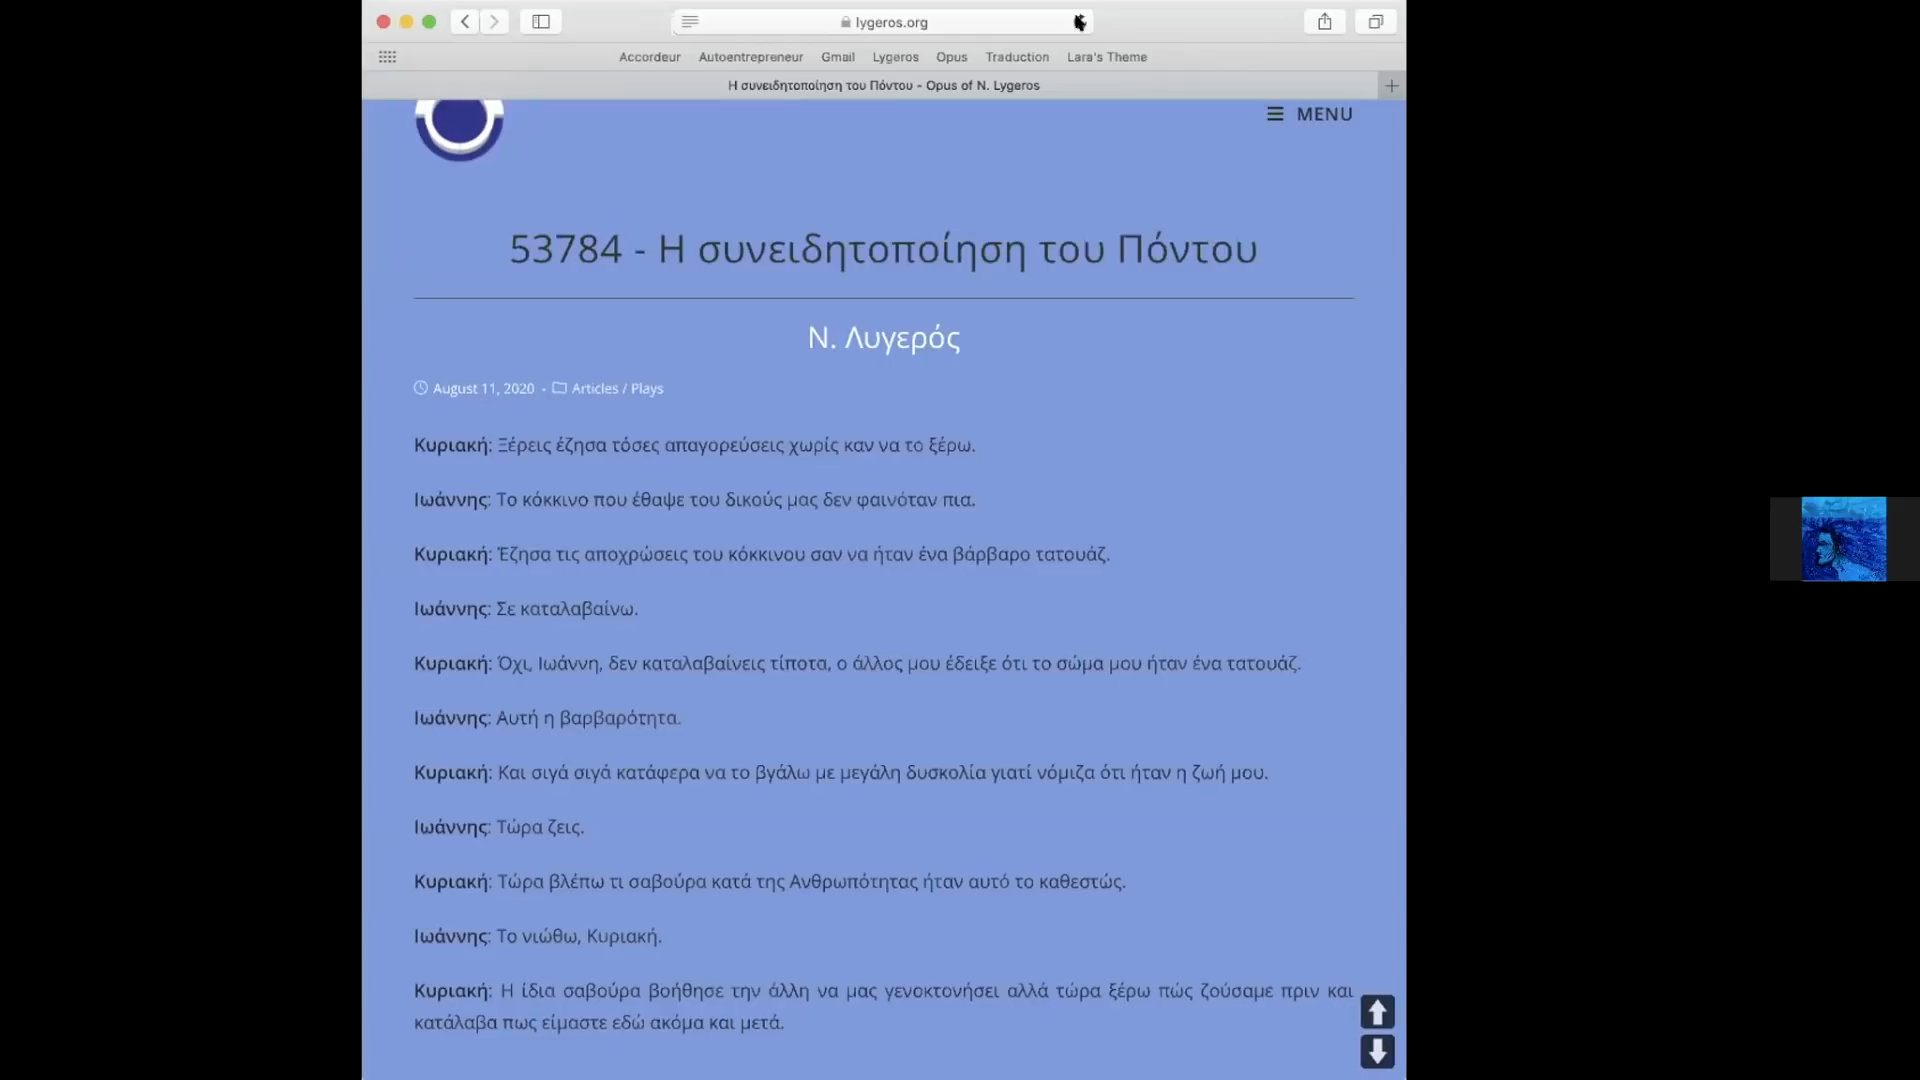 lygeros.org
Accordeur Autoentrepreneur Gmail Lygeros Opus Traduction Lara's Theme
Η συνειδητοποίηση του Πόντου - Opus of N. Lygeros
MENU
53784 - Η συνειδητοποίηση του Πόντου
Ν. Λυγερός
August 11, 2020 - Articles / Plays
Κυριακή: Ξέρεις έζησα τόσες απαγορεύσεις χωρίς καν να το ξέρω.
Ιωάννης: Το κόκκινο που έθαψε του δικούς μας δεν φαινόταν πια.
Κυριακή: Έζησα τις αποχρώσεις του κόκκινου σαν να ήταν ένα βάρβαρο τατουάζ.
Ιωάννης: Σε καταλαβαίνω.
Κυριακή: Όχι, Ιωάννη, δεν καταλαβαίνεις τίποτα, ο άλλος μου έδειξε ότι το σώμα μου ήταν ένα τατουάζ.
Ιωάννης: Αυτή η βαρβαρότητα.
Κυριακή: Και σιγά σιγά κατάφερα να το βγάλω με μεγάλη δυσκολία γιατί νόμιζα ότι ήταν η ζωή μου.
Ιωάννης: Τώρα ζεις.
Κυριακή: Τώρα βλέπω τι σαβούρα κατά της Ανθρωπότητας ήταν αυτό το καθεστώς.
Ιωάννης: Το νιώθω, Κυριακή.
Κυριακή: Η ίδια σαβούρα βοήθησε την άλλη να μας γενοκτονήσει αλλά τώρα ξέρω πώς ζούσαμε πριν και
κατάλαβα πως είμαστε εδώ ακόμα και μετά.